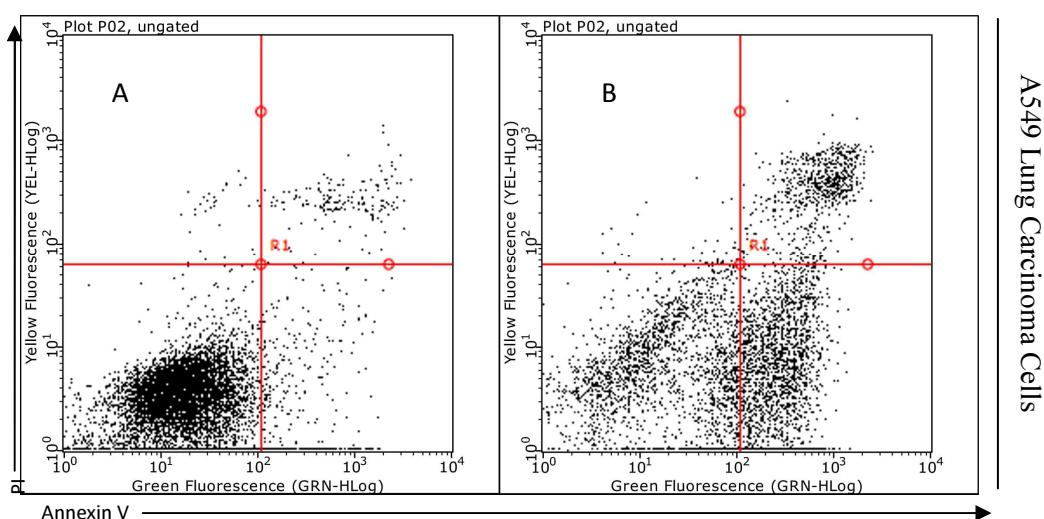 Plot P02, ungated
A
R1
Yellow Fluorescence (YEL-HLog)
10^0 10^1 10^2 10^3 10^4
10^0 10^1 10^2 10^3 10^4
Green Fluorescence (GRN-HLog)
Plot P02, ungated
B
R1
Yellow Fluorescence (YEL-HLog)
10^0 10^1 10^2 10^3 10^4
10^0 10^1 10^2 10^3 10^4
Green Fluorescence (GRN-HLog)
PI
Annexin V
A549 Lung Carcinoma Cells